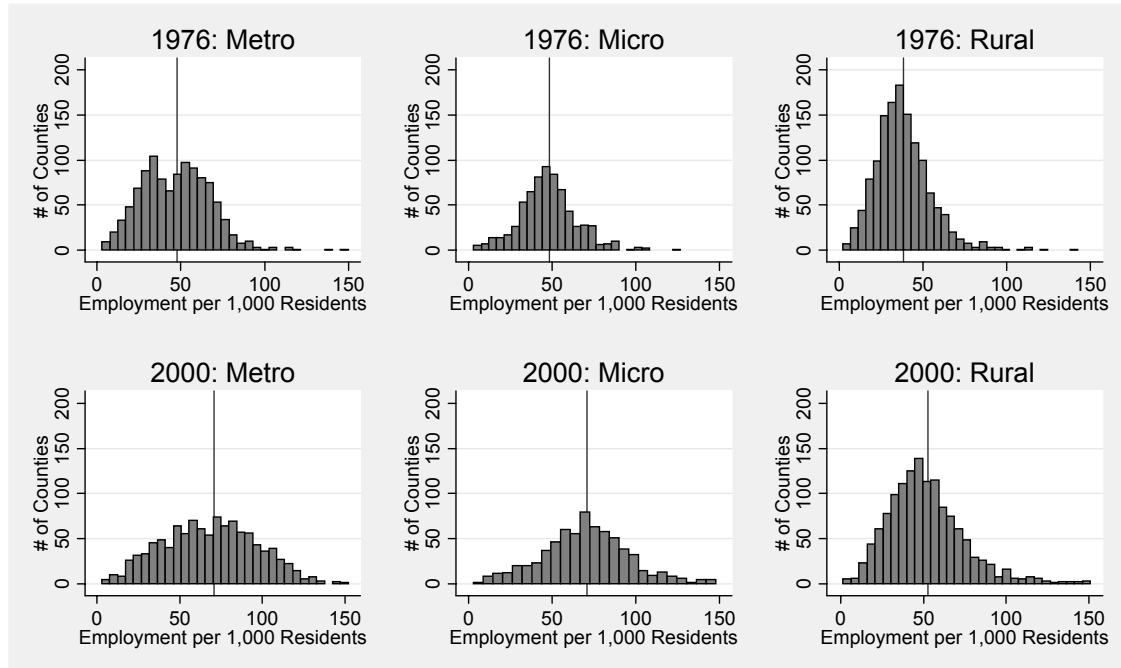 1976: Metro
1976: Micro
1976: Rural
# of Counties
200
150
100
50
0
0 50 100 150
Employment per 1,000 Residents
# of Counties
200
150
100
50
0
0 50 100 150
Employment per 1,000 Residents
# of Counties
200
150
100
50
0
0 50 100 150
Employment per 1,000 Residents
2000: Metro
2000: Micro
2000: Rural
# of Counties
200
150
100
50
0
0 50 100 150
Employment per 1,000 Residents
# of Counties
200
150
100
50
0
0 50 100 150
Employment per 1,000 Residents
# of Counties
200
150
100
50
0
0 50 100 150
Employment per 1,000 Residents